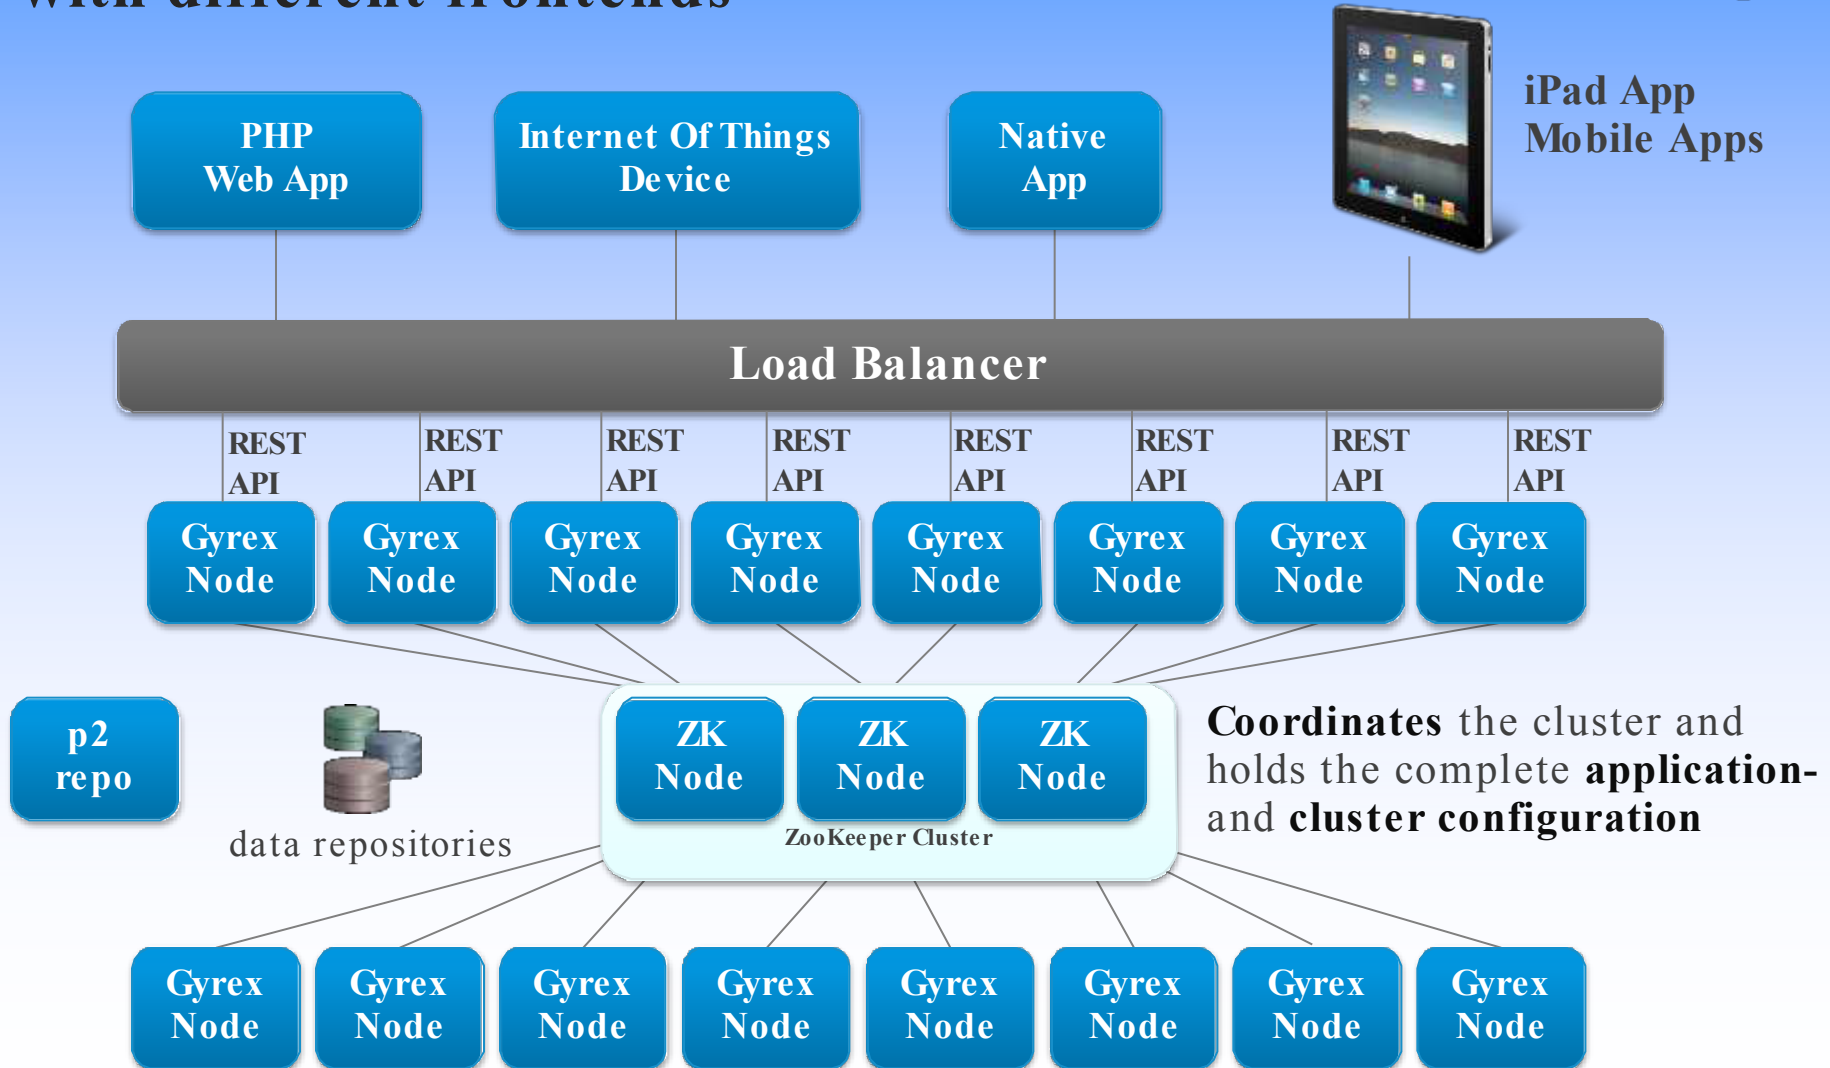 with different frontends
PHP
Web App
Internet Of Things
Device
Native
App
iPad App
Mobile Apps
Load Balancer
REST
API
REST
API
REST
API
REST
API
REST
API
REST
API
REST
API
REST
API
Gyrex
Node
Gyrex
Node
Gyrex
Node
Gyrex
Node
Gyrex
Node
Gyrex
Node
Gyrex
Node
Gyrex
Node
p2
repo
data repositories
ZK
Node
ZK
Node
ZK
Node
ZooKeeper Cluster
Coordinates the cluster and
holds the complete application-
and cluster configuration
Gyrex
Node
Gyrex
Node
Gyrex
Node
Gyrex
Node
Gyrex
Node
Gyrex
Node
Gyrex
Node
Gyrex
Node